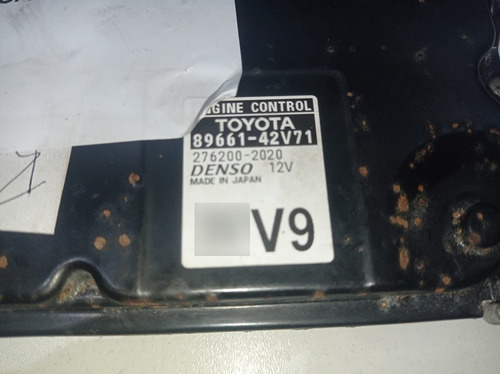 ENGINE CONTROL
TOYOTA
89661-42V71
276200-2020
DENSO 12V
MADE IN JAPAN
V9